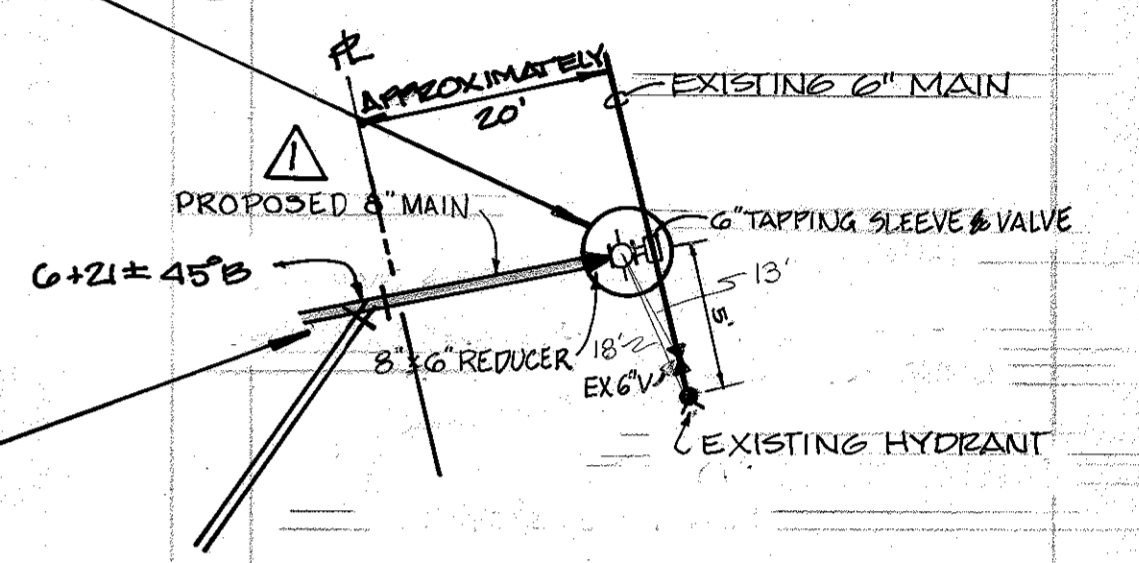 ℄
APPROXIMATELY
20'
EXISTING 6" MAIN
1
PROPOSED 8" MAIN
6" TAPPING SLEEVE & VALVE
6+21± 45°B
13'
5'
8"x6" REDUCER
18'
EX 6"V
EXISTING HYDRANT